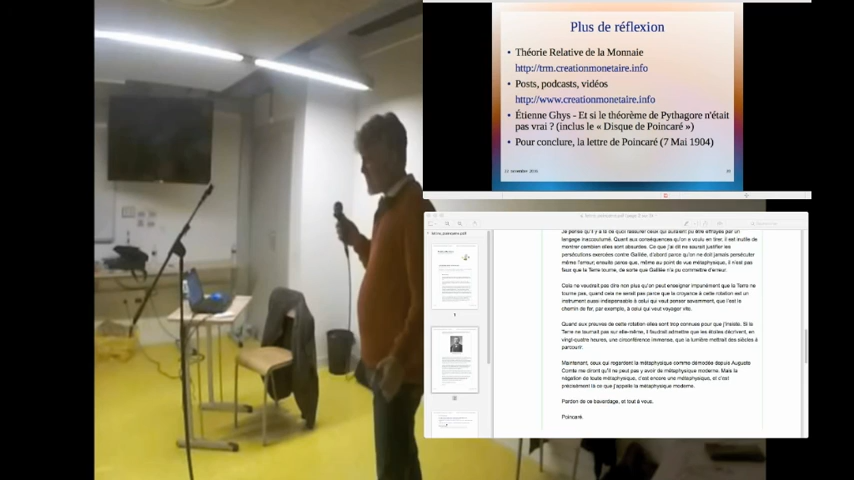 Plus de réflexion
• Théorie Relative de la Monnaie
http://trm.creationmonetaire.info
• Posts, podcasts, vidéos
http://www.creationmonetaire.info
• Étienne Ghys - Et si le théorème de Pythagore n'était
pas vrai ? (inclus le « Disque de Poincaré »)
• Pour conclure, la lettre de Poincaré (7 Mai 1904)
Je pense qu'il y a là de quoi rassurer ceux qui auraient pu être effrayés par un
langage inaccoutumé. Quant aux conséquences qu'on a voulu en tirer, il est inutile de
montrer combien elles sont absurdes. Ce que j'ai dit ne saurait justifier les
persécutions exercées contre Galilée, d'abord parce qu'on ne doit jamais persécuter
même l'erreur, ensuite parce que, même au point de vue métaphysique, il n'est pas
faux que la Terre tourne, de sorte que Galilée n'a pu commettre d'erreur.
Cela ne voudrait pas dire non plus qu'on peut enseigner impunément que la Terre ne
tourne pas, quand cela ne serait pas parce que la croyance à cette rotation est un
instrument aussi indispensable à celui qui veut penser savamment, que l'est le
chemin de fer, par exemple, à celui qui veut voyager vite.
Quant aux preuves de cette rotation elles sont trop connues pour que j'insiste. Si la
Terre ne tournait pas sur elle-même, il faudrait admettre que les étoiles décrivent, en
vingt-quatre heures, une circonférence immense, que la lumière mettrait des siècles à
parcourir.
Maintenant, ceux qui regardent la métaphysique comme démodée depuis Auguste
Comte me diront qu'il ne peut pas y avoir de métaphysique moderne. Mais la
négation de toute métaphysique, c'est encore une métaphysique, et c'est
précisément là ce que j'appelle la métaphysique moderne.
Pardon de ce bavardage, et tout à vous.
Poincaré